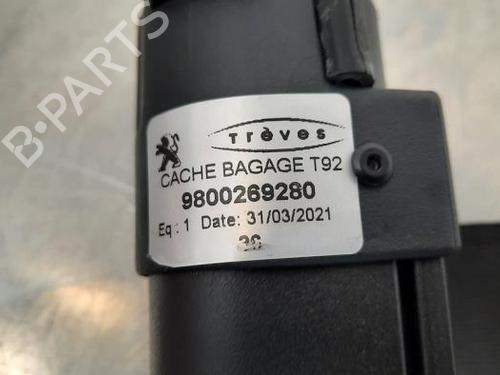 B-PARTS
Trèves
CACHE BAGAGE T92
9800269280
Eq : 1 Date: 31/03/2021